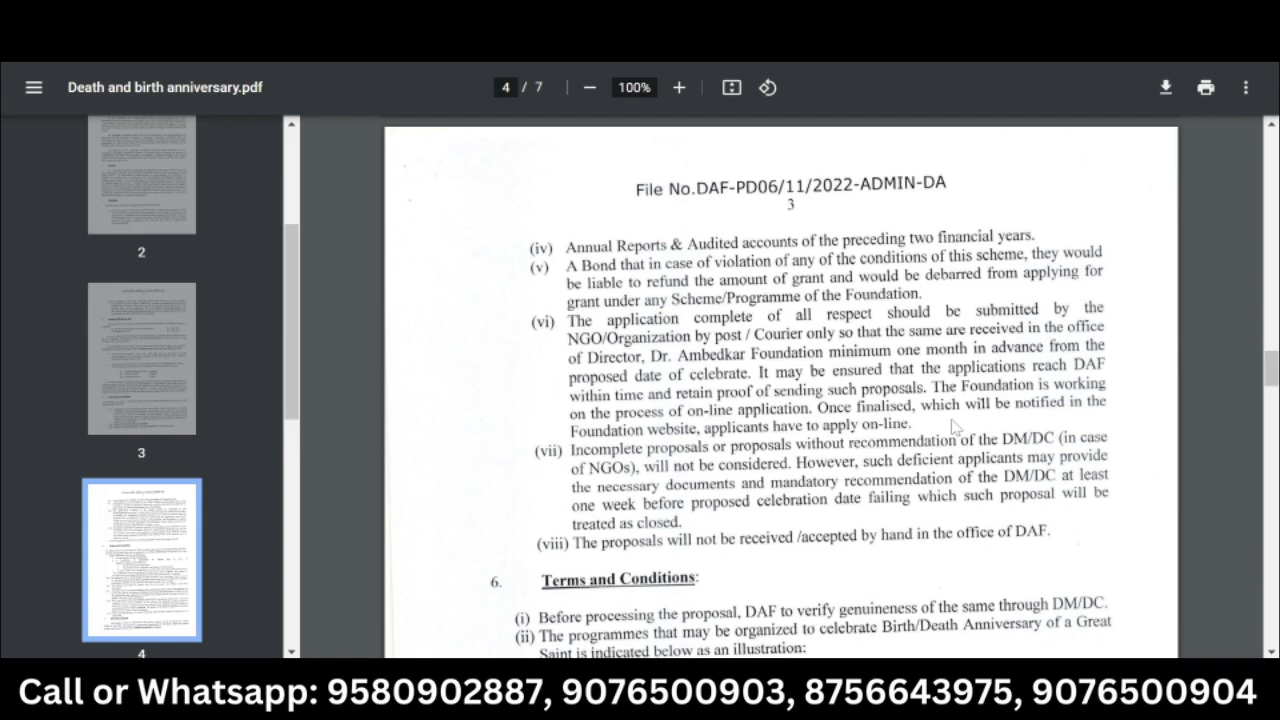 Death and birth anniversary.pdf
4 / 7
100%
2
3
4
File No.DAF-PD06/11/2022-ADMIN-DA
3
(iv) Annual Reports & Audited accounts of the preceding two financial years.
(v) A Bond that in case of violation of any of the conditions of this scheme, they would
be liable to refund the amount of grant and would be debarred from applying for
grant under any Scheme/Programme of the Foundation.
(vi) The application complete of all respect should be submitted by the
NGO/Organization by post / Courier only so that the same are received in the office
of Director, Dr. Ambedkar Foundation minimum one month in advance from the
proposed date of celebrate. It may be ensured that the applications reach DAF
within time and retain proof of sending such proposals. The Foundation is working
on the process of on-line application. Once finalised, which will be notified in the
Foundation website, applicants have to apply on-line.
(vii) Incomplete proposals or proposals without recommendation of the DM/DC (in case
of NGOs), will not be considered. However, such deficient applicants may provide
the necessary documents and mandatory recommendation of the DM/DC at least
one week before proposed celebration date failing which such proposal will be
treated as closed.
viii The proposals will not be received /accepted by hand in the office of DAF.
6. Terms and Conditions:
(i) Before processing the proposal, DAF to verify genuineness of the same through DM/DC.
(ii) The programmes that may be organized to celebrate Birth/Death Anniversary of a Great
Saint is indicated below as an illustration:
Call or Whatsapp: 9580902887, 9076500903, 8756643975, 9076500904